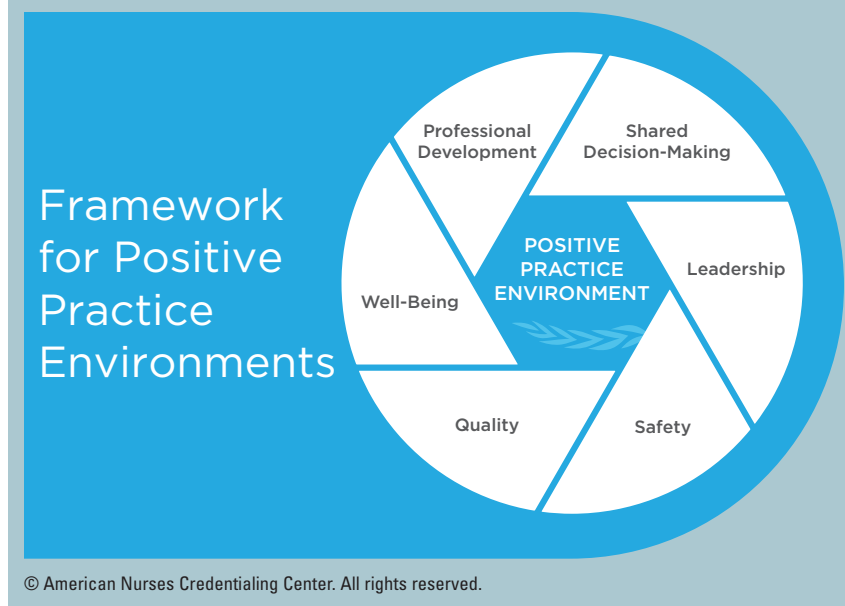 Framework
for Positive
Practice
Environments
Professional
Development
Shared
Decision-Making
Leadership
Safety
Quality
Well-Being
POSITIVE
PRACTICE
ENVIRONMENT
© American Nurses Credentialing Center. All rights reserved.